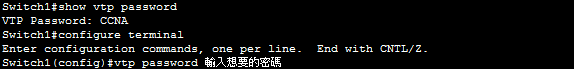 Switch1#show vtp password
VTP Password: CCNA
Switch1#configure terminal
Enter configuration commands, one per line.  End with CNTL/Z.
Switch1(config)#vtp password 輸入想要的密碼